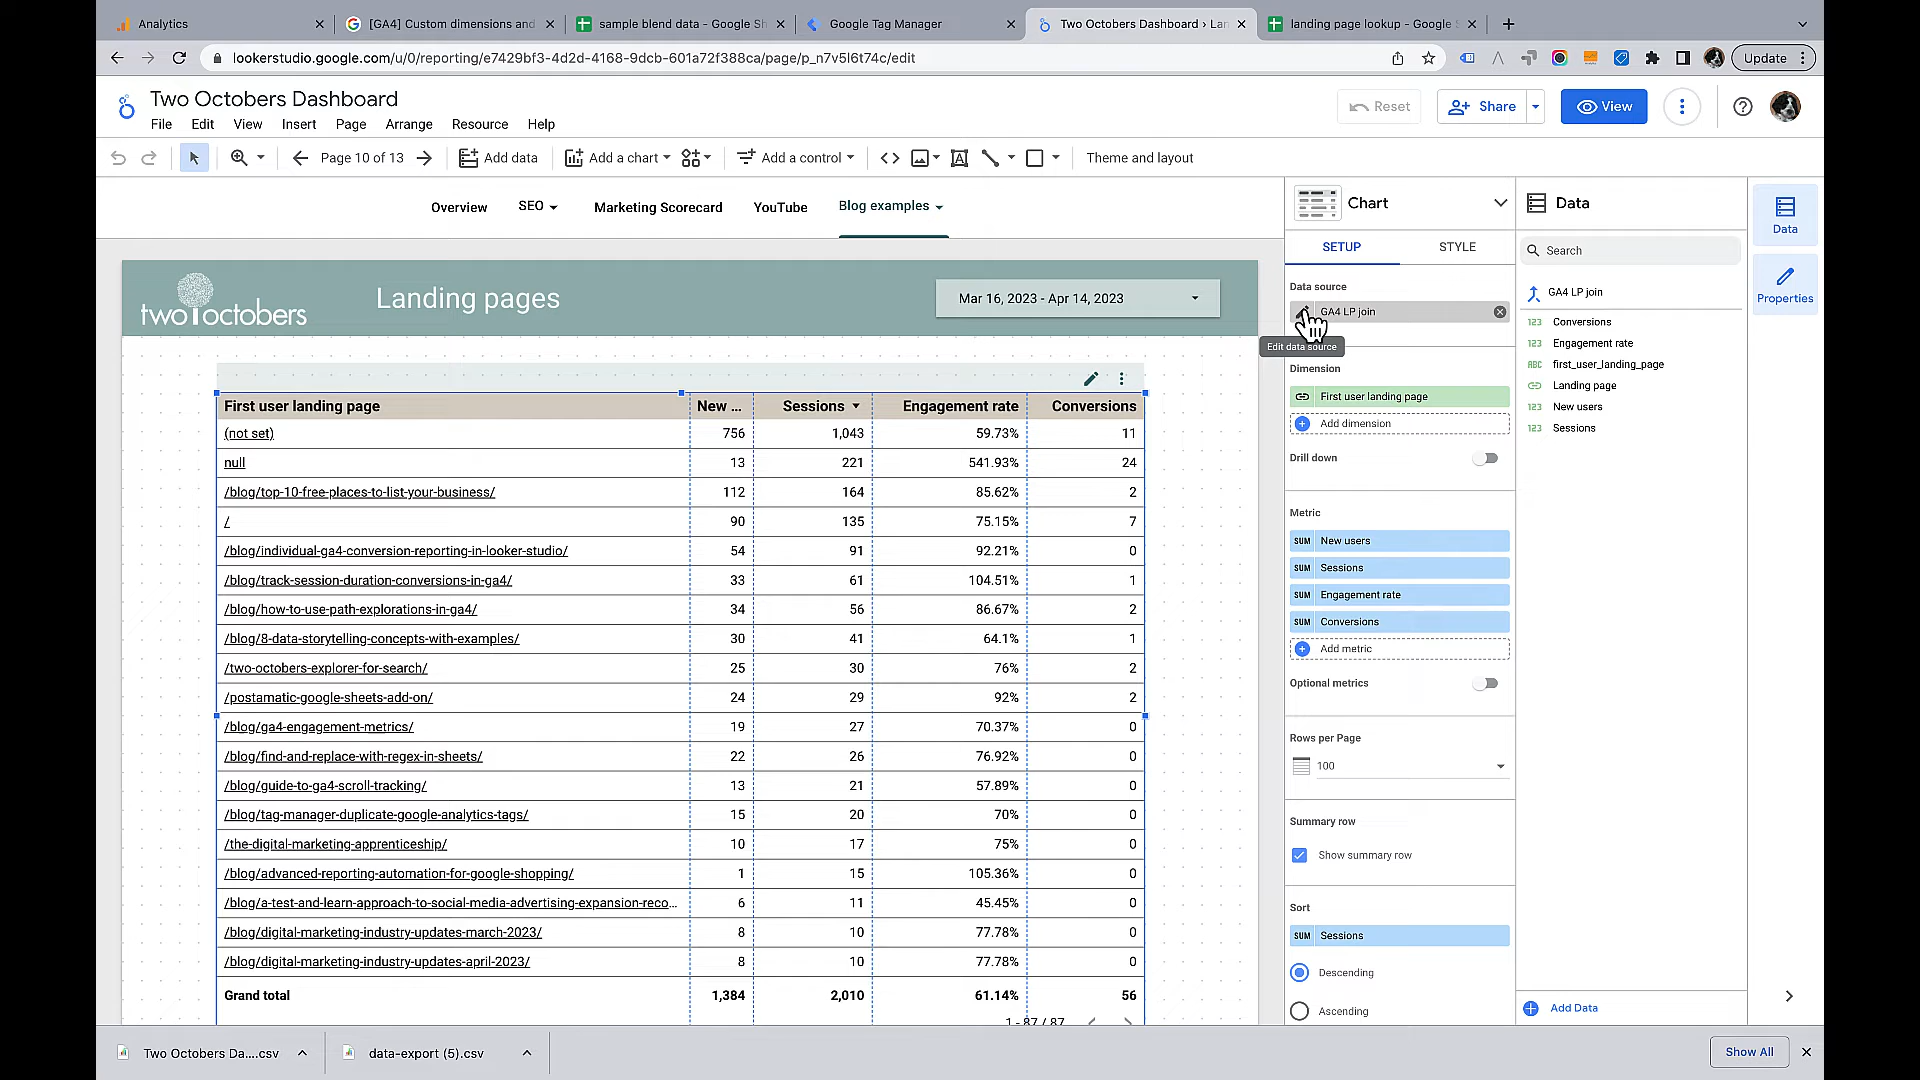 Analytics
[GA4] Custom dimensions and
sample blend data - Google Sh
Google Tag Manager
Two Octobers Dashboard › Lan
landing page lookup - Google S
lookerstudio.google.com/u/0/reporting/e7429bf3-4d2d-4168-9dcb-601a72f388ca/page/p_n7v5l6t74c/edit
Update
Two Octobers Dashboard
File Edit View Insert Page Arrange Resource Help
Reset
Share
View
Page 10 of 13
Add data
Add a chart
Add a control
Theme and layout
Overview
SEO
Marketing Scorecard
YouTube
Blog examples
two octobers
Landing pages
Mar 16, 2023 - Apr 14, 2023
First user landing page New ... Sessions Engagement rate Conversions
(not set) 756 1,043 59.73% 11
null 13 221 541.93% 24
/blog/top-10-free-places-to-list-your-business/ 112 164 85.62% 2
/ 90 135 75.15% 7
/blog/individual-ga4-conversion-reporting-in-looker-studio/ 54 91 92.21% 0
/blog/track-session-duration-conversions-in-ga4/ 33 61 104.51% 1
/blog/how-to-use-path-explorations-in-ga4/ 34 56 86.67% 2
/blog/8-data-storytelling-concepts-with-examples/ 30 41 64.1% 1
/two-octobers-explorer-for-search/ 25 30 76% 2
/postamatic-google-sheets-add-on/ 24 29 92% 2
/blog/ga4-engagement-metrics/ 19 27 70.37% 0
/blog/find-and-replace-with-regex-in-sheets/ 22 26 76.92% 0
/blog/guide-to-ga4-scroll-tracking/ 13 21 57.89% 0
/blog/tag-manager-duplicate-google-analytics-tags/ 15 20 70% 0
/the-digital-marketing-apprenticeship/ 10 17 75% 0
/blog/advanced-reporting-automation-for-google-shopping/ 1 15 105.36% 0
/blog/a-test-and-learn-approach-to-social-media-advertising-expansion-reco... 6 11 45.45% 0
/blog/digital-marketing-industry-updates-march-2023/ 8 10 77.78% 0
/blog/digital-marketing-industry-updates-april-2023/ 8 10 77.78% 0
Grand total 1,384 2,010 61.14% 56
1 - 87 / 87
Chart
SETUP
STYLE
Data source
GA4 LP join
Edit data source
Dimension
First user landing page
Add dimension
Drill down
Metric
SUM New users
SUM Sessions
SUM Engagement rate
SUM Conversions
Add metric
Optional metrics
Rows per Page
100
Summary row
Show summary row
Sort
SUM Sessions
Descending
Ascending
Data
Search
GA4 LP join
123 Conversions
123 Engagement rate
ABC first_user_landing_page
Landing page
123 New users
123 Sessions
Add Data
Data
Properties
Two Octobers Da....csv
data-export (5).csv
Show All